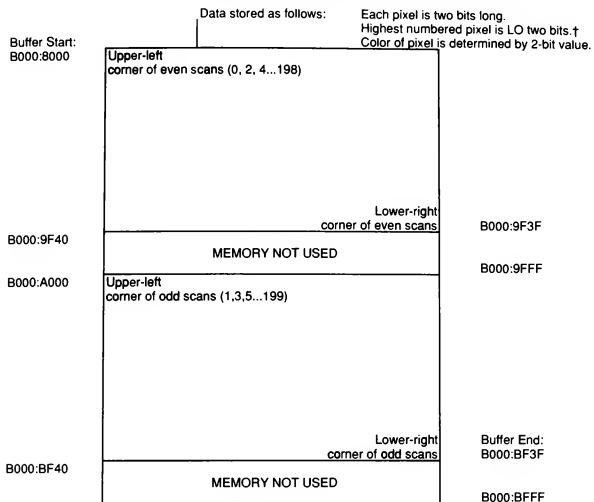 Data stored as follows:
Each pixel is two bits long.
Highest numbered pixel is LO two bits.†
Color of pixel is determined by 2-bit value.
Buffer Start:
B000:8000
Upper-left
corner of even scans (0, 2, 4...198)
Lower-right
corner of even scans
B000:9F3F
B000:9F40
MEMORY NOT USED
B000:9FFF
B000:A000
Upper-left
corner of odd scans (1,3,5...199)
Lower-right
corner of odd scans
Buffer End:
B000:BF3F
B000:BF40
MEMORY NOT USED
B000:BFFF